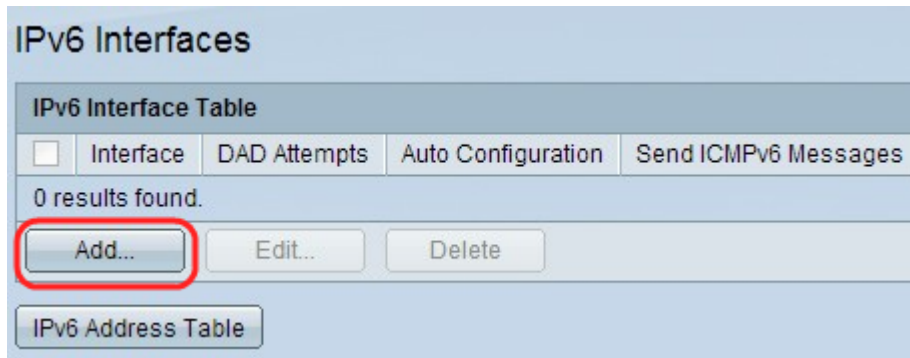 IPv6 Interfaces
IPv6 Interface Table
Interface DAD Attempts Auto Configuration Send ICMPv6 Messages
0 results found.
Add... Edit... Delete
IPv6 Address Table